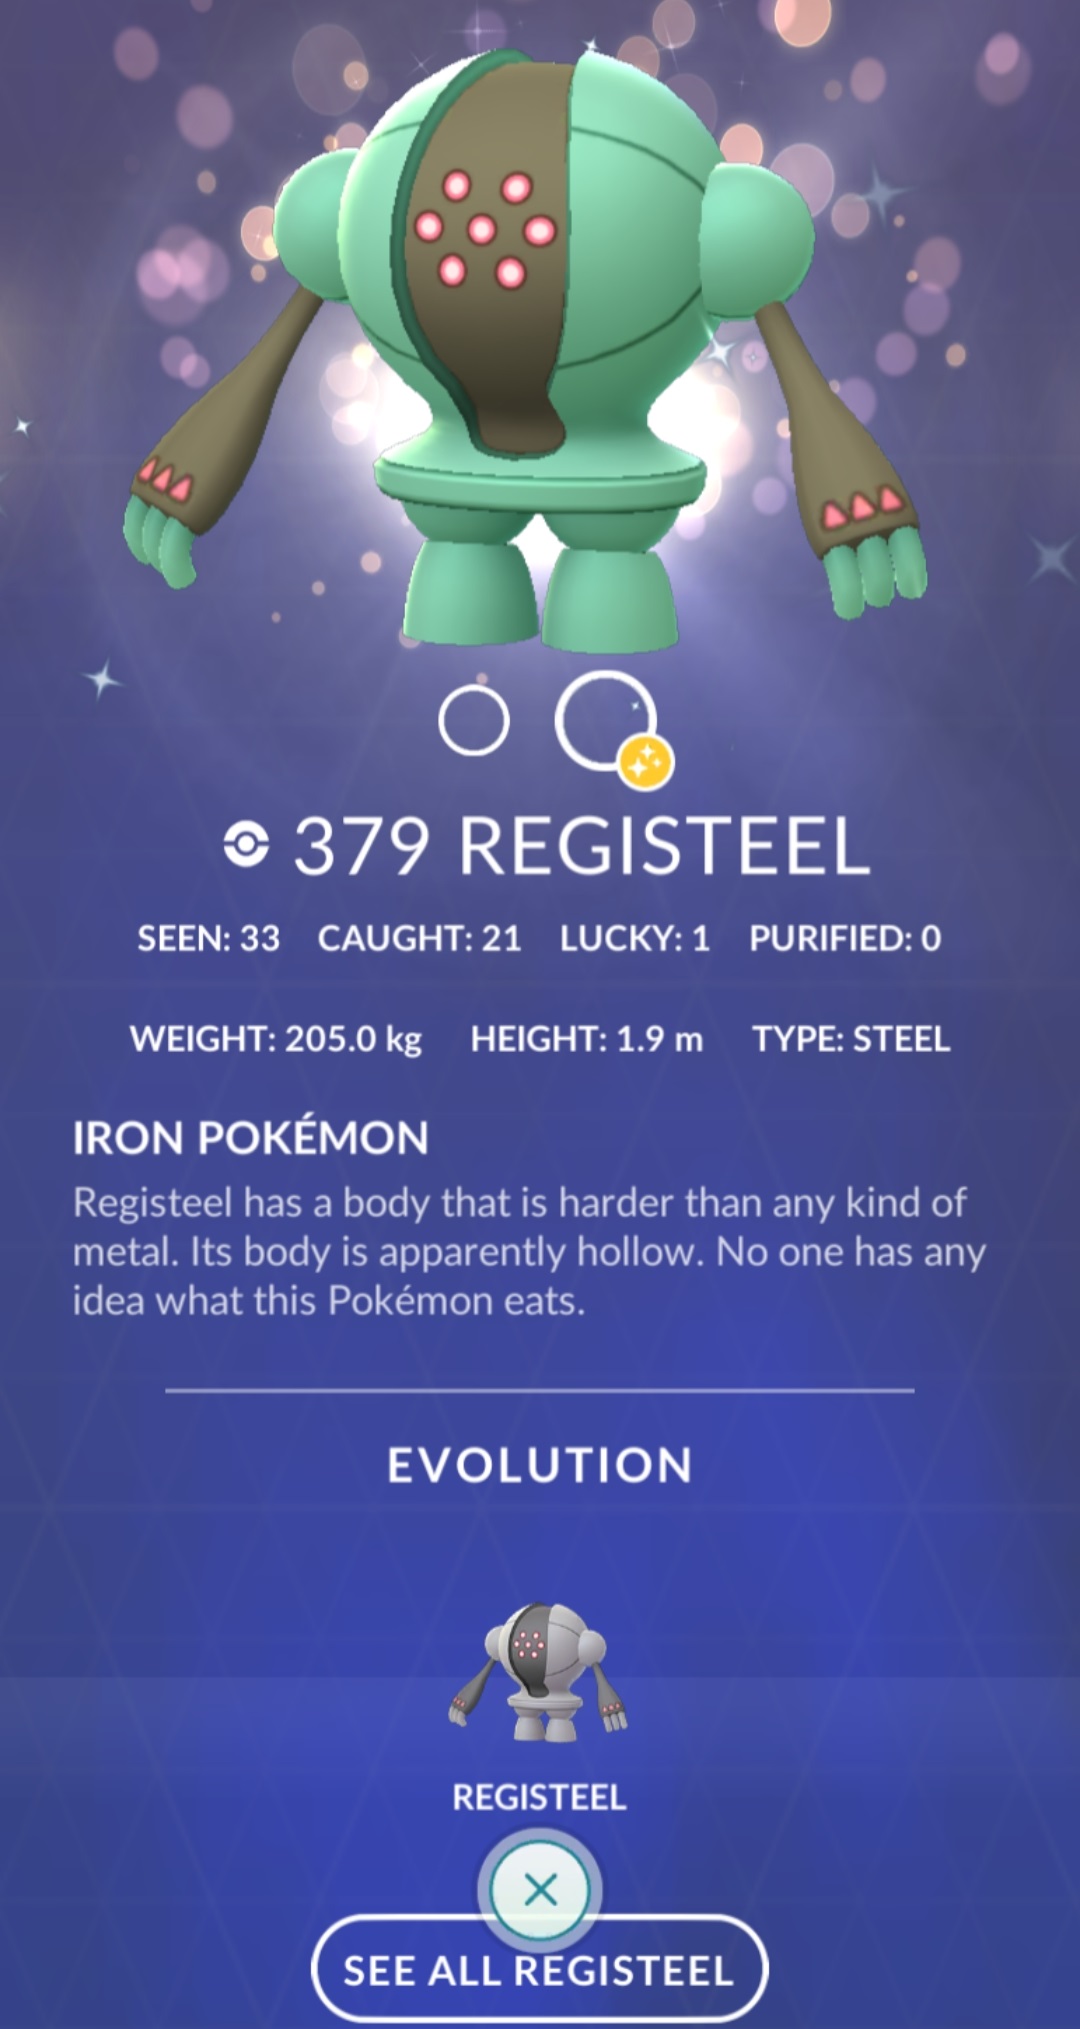 379 REGISTEEL
SEEN: 33 CAUGHT: 21 LUCKY: 1 PURIFIED: 0
WEIGHT: 205.0 kg HEIGHT: 1.9 m TYPE: STEEL
IRON POKÉMON
Registeel has a body that is harder than any kind of
metal. Its body is apparently hollow. No one has any
idea what this Pokémon eats.
EVOLUTION
REGISTEEL
SEE ALL REGISTEEL